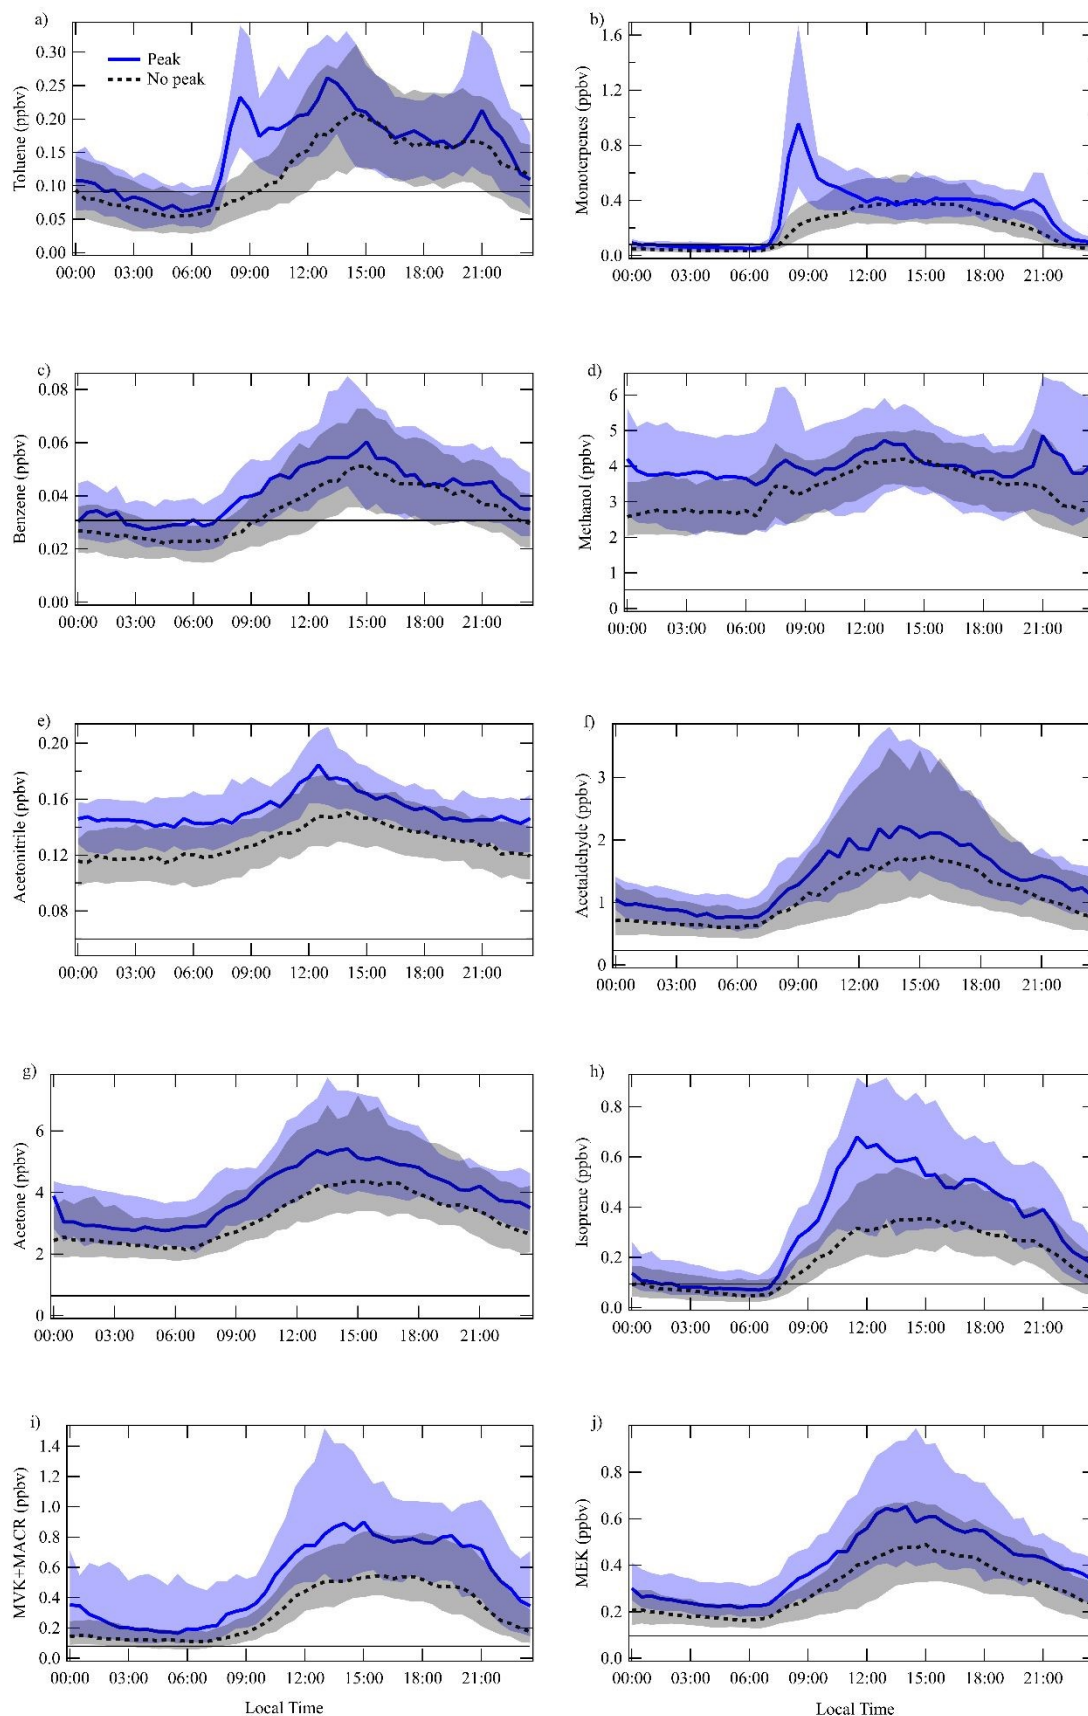 a)
Toluene (ppbv)
0.30
0.25
0.20
0.15
0.10
0.05
0.00
Peak
No peak
00:00 03:00 06:00 09:00 12:00 15:00 18:00 21:00
b)
Monoterpenes (ppbv)
1.6
1.2
0.8
0.4
0.0
00:00 03:00 06:00 09:00 12:00 15:00 18:00 21:00
c)
Benzene (ppbv)
0.08
0.06
0.04
0.02
0.00
00:00 03:00 06:00 09:00 12:00 15:00 18:00 21:00
d)
Methanol (ppbv)
6
5
4
3
2
1
0
00:00 03:00 06:00 09:00 12:00 15:00 18:00 21:00
e)
Acetonitrile (ppbv)
0.20
0.16
0.12
0.08
00:00 03:00 06:00 09:00 12:00 15:00 18:00 21:00
f)
Acetaldehyde (ppbv)
3
2
1
0
00:00 03:00 06:00 09:00 12:00 15:00 18:00 21:00
g)
Acetone (ppbv)
6
4
2
0
00:00 03:00 06:00 09:00 12:00 15:00 18:00 21:00
h)
Isoprene (ppbv)
0.8
0.6
0.4
0.2
0.0
00:00 03:00 06:00 09:00 12:00 15:00 18:00 21:00
i)
MVK+MACR (ppbv)
1.4
1.2
1.0
0.8
0.6
0.4
0.2
0.0
00:00 03:00 06:00 09:00 12:00 15:00 18:00 21:00
Local Time
j)
MEK (ppbv)
0.8
0.6
0.4
0.2
0.0
00:00 03:00 06:00 09:00 12:00 15:00 18:00 21:00
Local Time